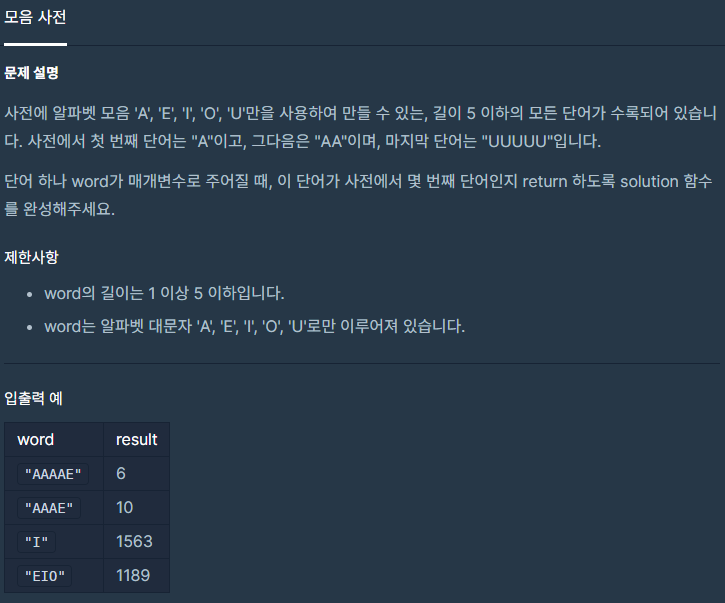 모음 사전
문제 설명
사전에 알파벳 모음 'A', 'E', 'I', 'O', 'U'만을 사용하여 만들 수 있는, 길이 5 이하의 모든 단어가 수록되어 있습니
다. 사전에서 첫 번째 단어는 "A"이고, 그다음은 "AA"이며, 마지막 단어는 "UUUUU"입니다.
단어 하나 word가 매개변수로 주어질 때, 이 단어가 사전에서 몇 번째 단어인지 return 하도록 solution 함수
를 완성해주세요.
제한사항
• word의 길이는 1 이상 5 이하입니다.
• word는 알파벳 대문자 'A', 'E', 'I', 'O', 'U'로만 이루어져 있습니다.
입출력 예
word result
"AAAAE" 6
"AAAE" 10
"I" 1563
"EIO" 1189